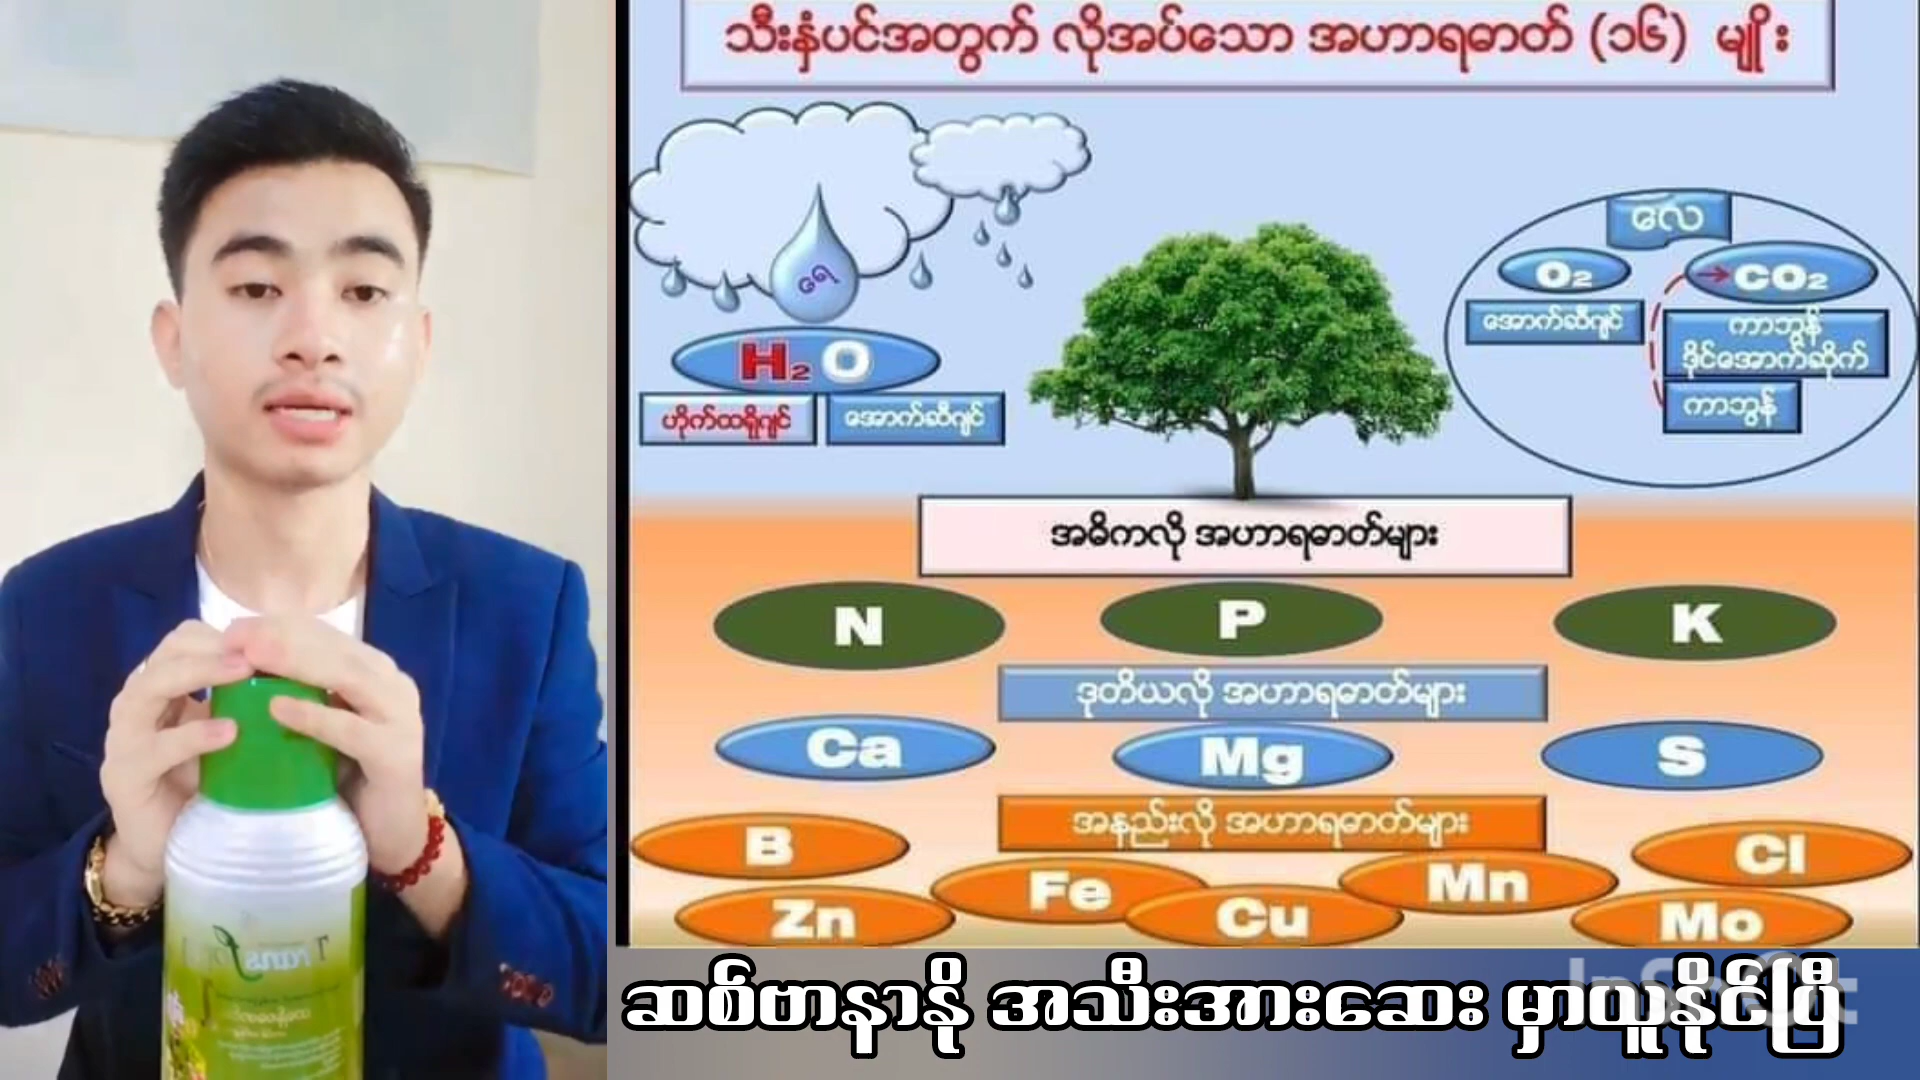 သီးနှံပင်အတွက် လိုအပ်သော အဟာရဓာတ် (၁၆) မျိုး
ရေ
H₂O
ဟိုက်ထရိုဂျင်
အောက်ဆီဂျင်
လေ
O₂
CO₂
အောက်ဆီဂျင်
ကာဘွန်
ဒိုင်အောက်ဆိုက်
ကာဘွန်
အဓိကလို အဟာရဓာတ်များ
N P K
ဒုတိယလို အဟာရဓာတ်များ
Ca Mg S
အနည်းလို အဟာရဓာတ်များ
B Cl
Fe Mn
Zn Cu Mo
ဆစ်ဗာနာနို အသီးအားဆေး မှာယူနိုင်ပြီ
InShot